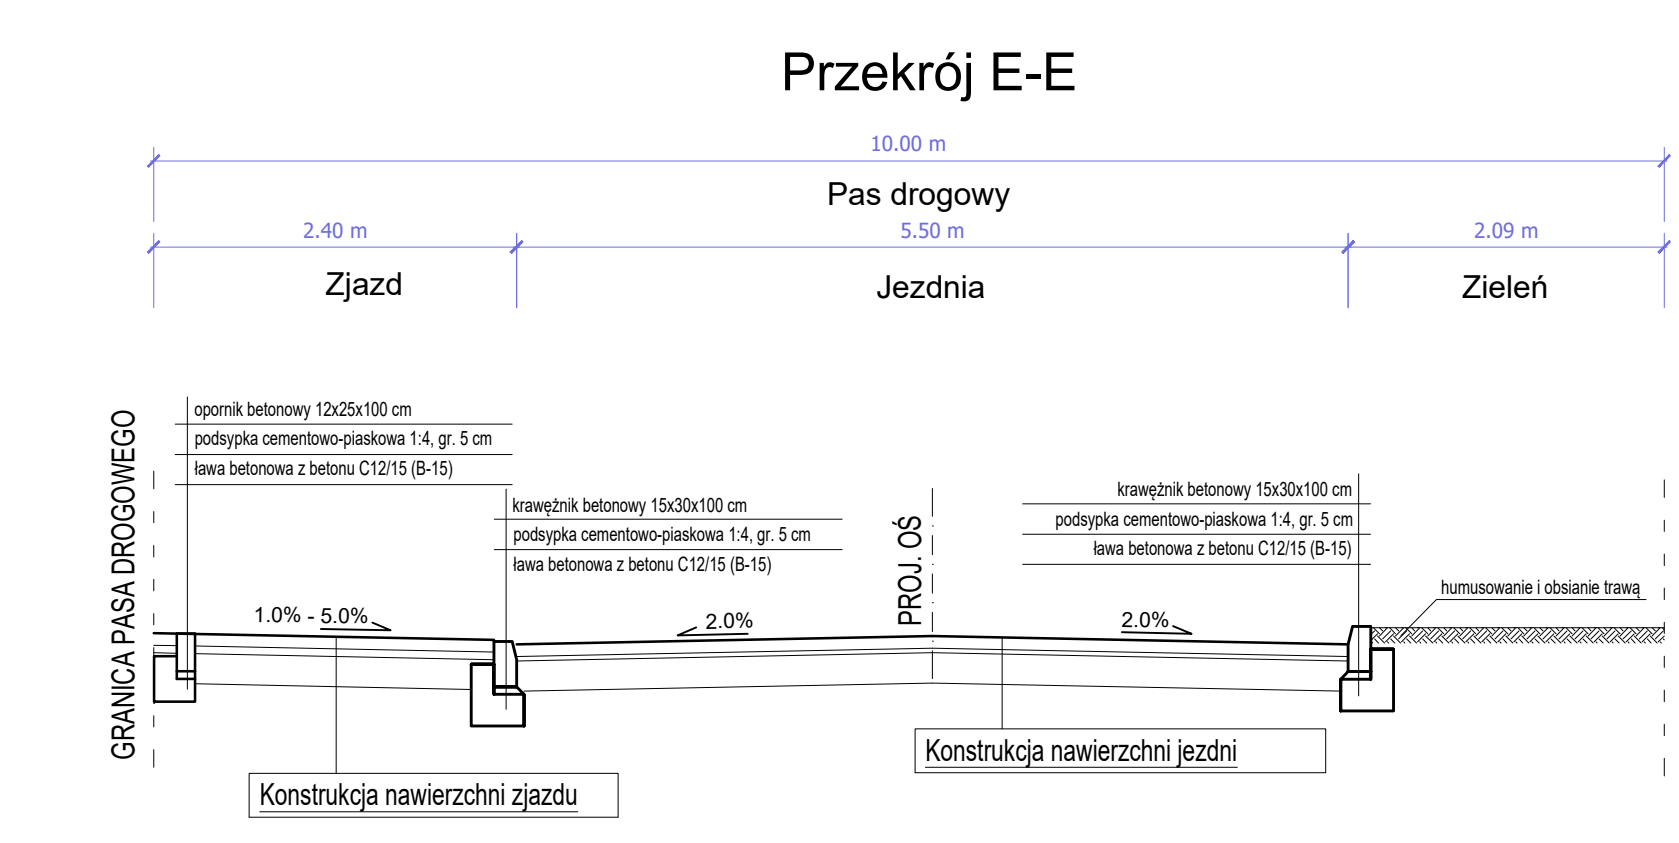 Przekrój E-E
10.00 m
Pas drogowy
2.40 m
5.50 m
2.09 m
Zjazd
Jezdnia
Zieleń
GRANICA PASA DROGOWEGO
opornik betonowy 12x25x100 cm
podsypka cementowo-piaskowa 1:4, gr. 5 cm
ława betonowa z betonu C12/15 (B-15)
krawężnik betonowy 15x30x100 cm
podsypka cementowo-piaskowa 1:4, gr. 5 cm
ława betonowa z betonu C12/15 (B-15)
PROJ. OŚ
krawężnik betonowy 15x30x100 cm
podsypka cementowo-piaskowa 1:4, gr. 5 cm
ława betonowa z betonu C12/15 (B-15)
humusowanie i obsianie trawą
1.0% - 5.0%
2.0%
2.0%
Konstrukcja nawierzchni jezdni
Konstrukcja nawierzchni zjazdu